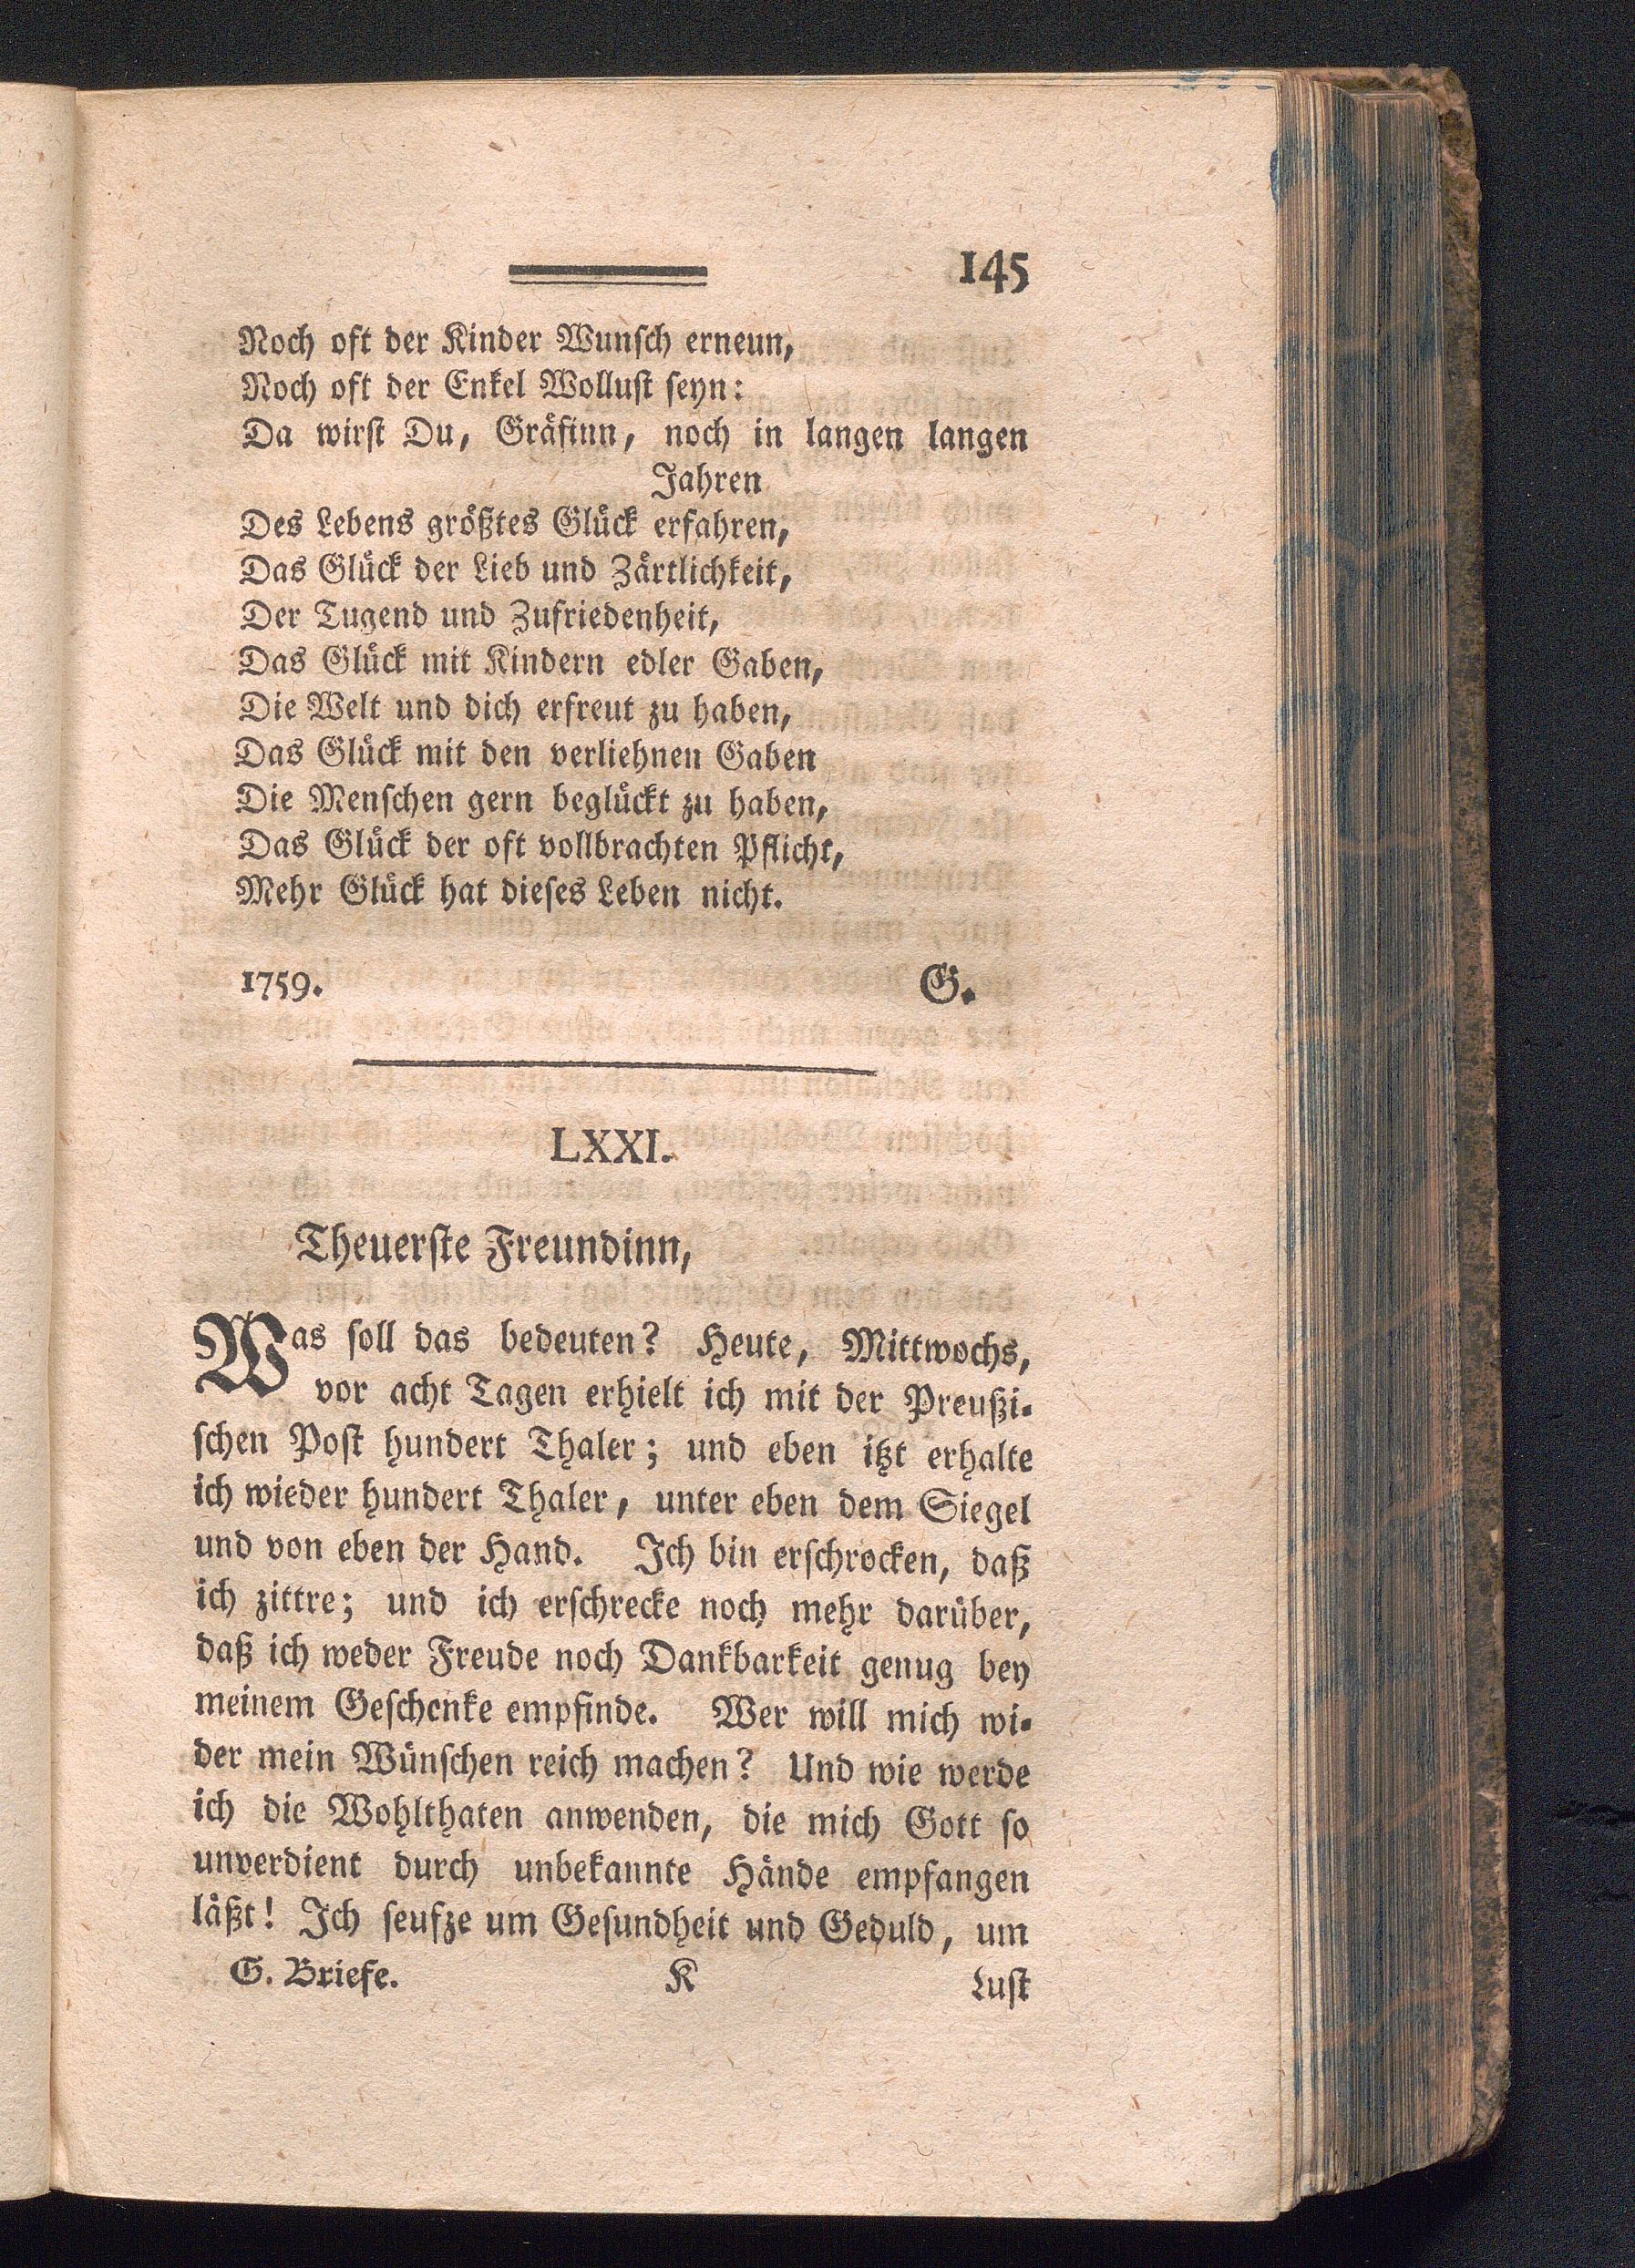 145
Noch oft der Kinder Wunſch erneun,
Noch oft der Enkel Wolluſt ſeyn:
Da wirſt Du, Gräfinn, noch in langen langen
Jahren
Des Lebens größtes Glück erfahren,
Das Glück der Lieb und Zärtlichkeit,
Der Tugend und Zufriedenheit,
Das Glück mit Kindern edler Gaben,
Die Welt und dich erfreut zu haben,
Das Glück mit den verliehnen Gaben
Die Menſchen gern beglückt zu haben,
Das Glück der oft vollbrachten Pflicht,
Mehr Glück hat dieſes Leben nicht.
1759. G.
LXXI.
Theuerſte Freundinn,
Was ſoll das bedeuten? Heute, Mittwochs,
vor acht Tagen erhielt ich mit der Preußi-
ſchen Poſt hundert Thaler; und eben itzt erhalte
ich wieder hundert Thaler, unter eben dem Siegel
und von eben der Hand. Ich bin erſchrocken, daß
ich zittre; und ich erſchrecke noch mehr darüber,
daß ich weder Freude noch Dankbarkeit genug bey
meinem Geſchenke empfinde. Wer will mich wi-
der mein Wünſchen reich machen? Und wie werde
ich die Wohlthaten anwenden, die mich Gott ſo
unverdient durch unbekannte Hände empfangen
läßt! Ich ſeufze um Geſundheit und Geduld, um
G. Briefe. K Luſt